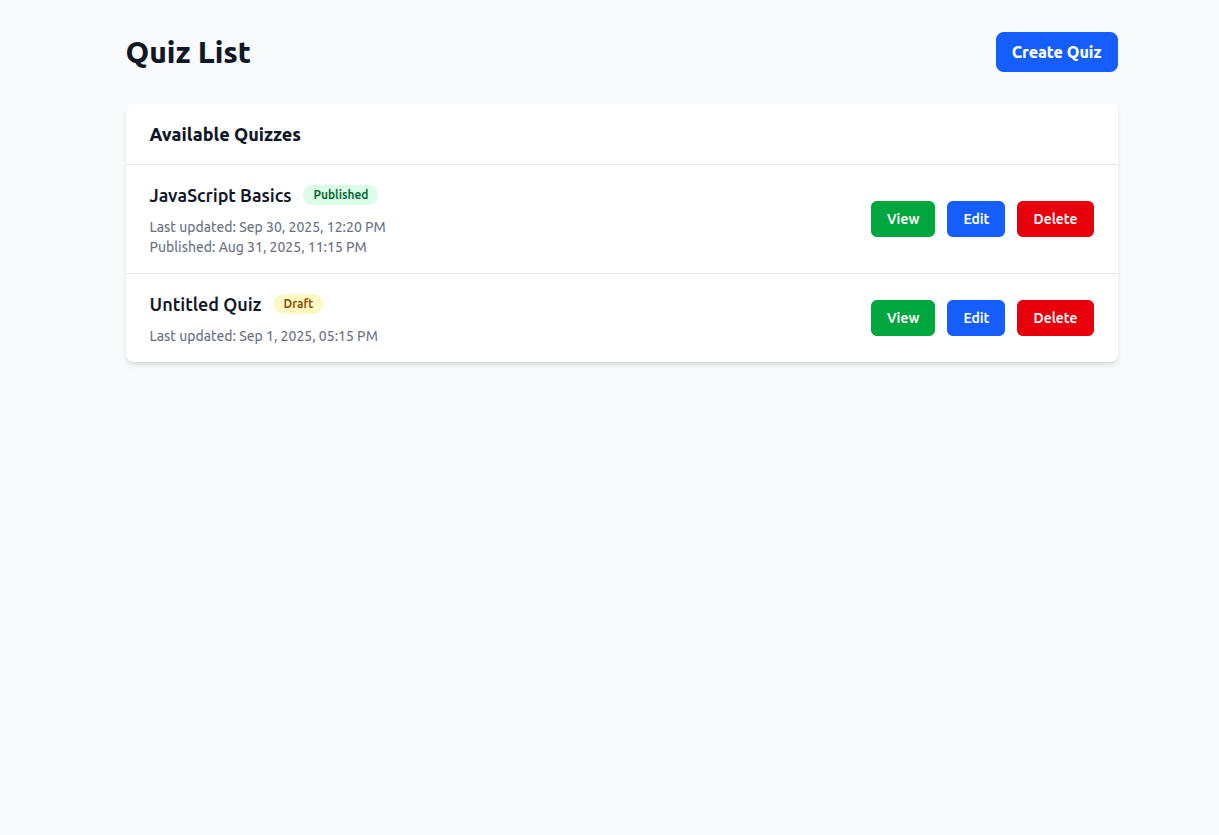 Quiz List
Create Quiz
Available Quizzes
JavaScript Basics Published
Last updated: Sep 30, 2025, 12:20 PM
Published: Aug 31, 2025, 11:15 PM
View Edit Delete
Untitled Quiz Draft
Last updated: Sep 1, 2025, 05:15 PM
View Edit Delete